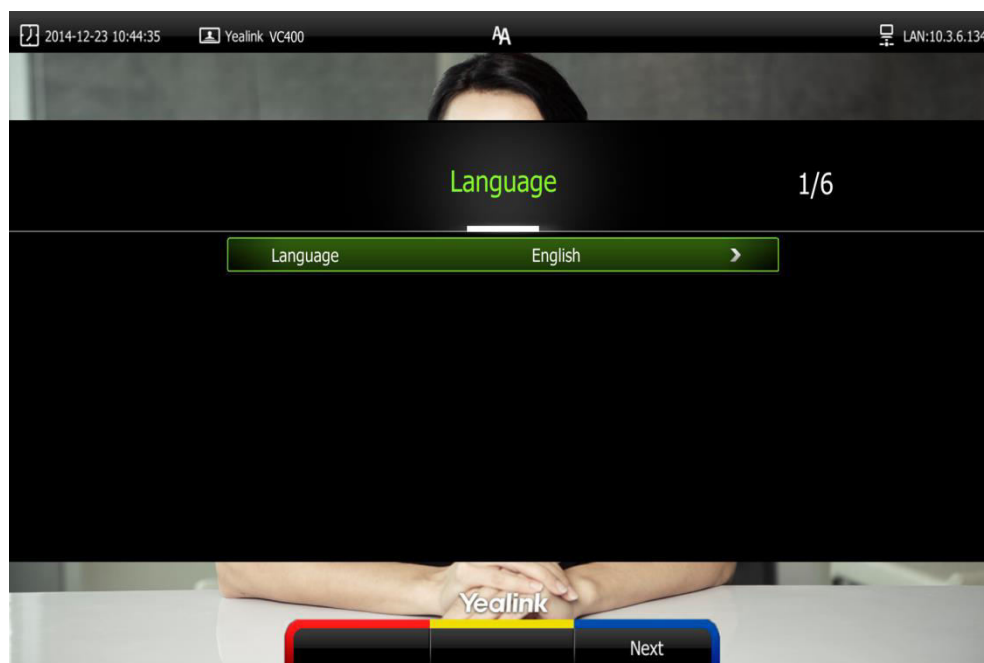 2014-12-23 10:44:35 Yealink VC400 AA LAN:10.3.6.134
Language 1/6
Language English
Yealink
Next